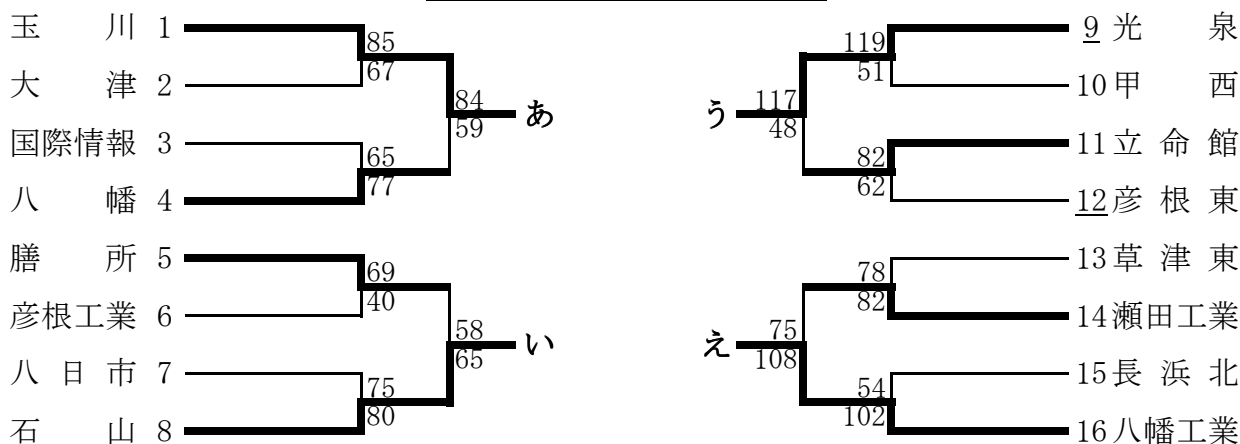 玉川 1
85
67
大津 2
84
59
あ
国際情報 3
65
77
八幡 4
膳所 5
69
40
彦根工業 6
58
65
い
八日市 7
75
80
石山 8
9 光泉
119
51
10 甲西
う
117
48
11 立命館
82
62
12 彦根東
13 草津東
78
82
14 瀬田工業
え
75
108
15 長浜北
54
102
16 八幡工業